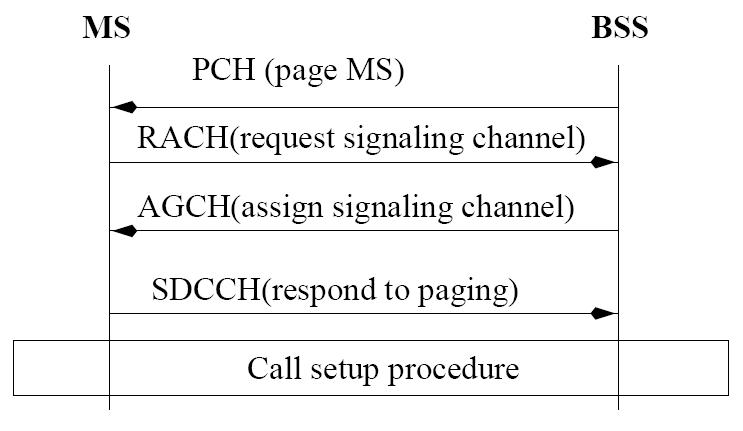 MS BSS
PCH (page MS)
RACH(request signaling channel)
AGCH(assign signaling channel)
SDCCH(respond to paging)
Call setup procedure